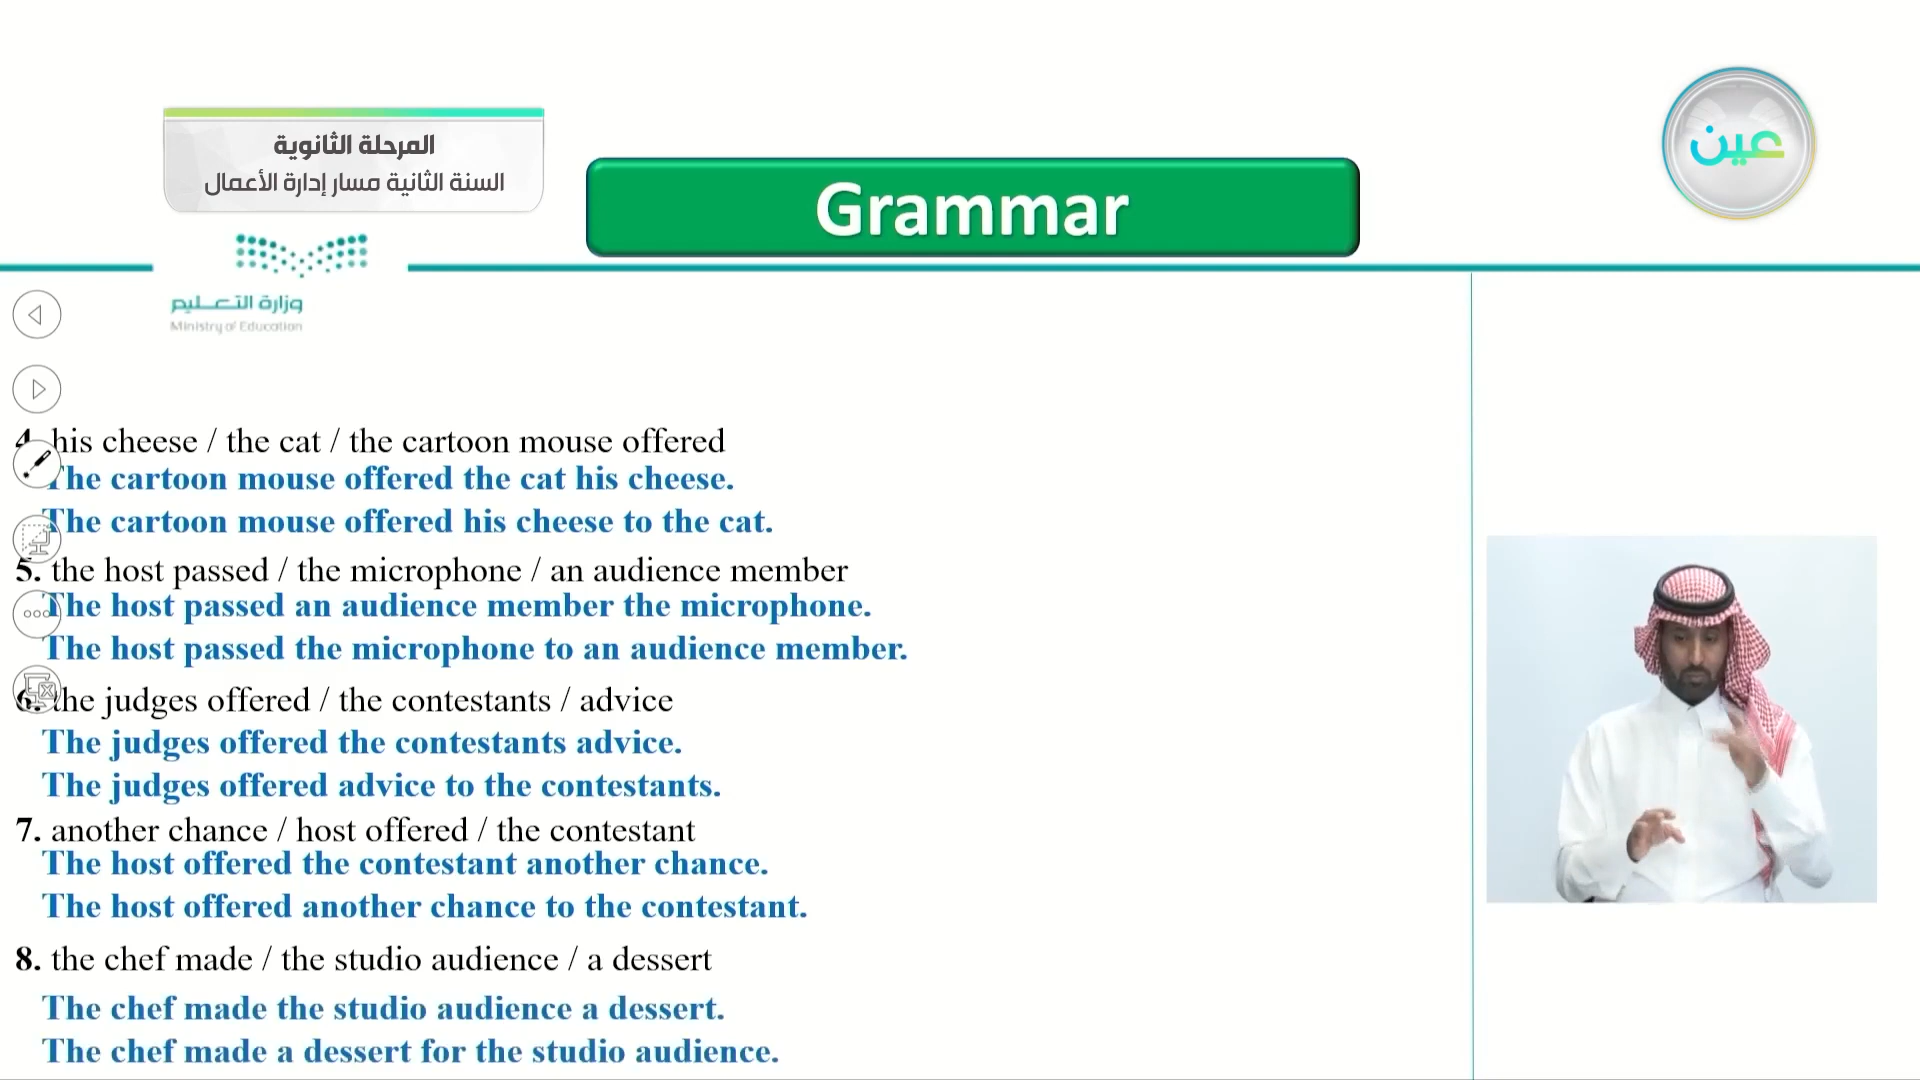 المرحلة الثانوية
السنة الثانية مسار إدارة الأعمال
Grammar
عين
وزارة التعليم
Ministry of Education
4. his cheese / the cat / the cartoon mouse offered
The cartoon mouse offered the cat his cheese.
The cartoon mouse offered his cheese to the cat.
5. the host passed / the microphone / an audience member
The host passed an audience member the microphone.
The host passed the microphone to an audience member.
6. the judges offered / the contestants / advice
The judges offered the contestants advice.
The judges offered advice to the contestants.
7. another chance / host offered / the contestant
The host offered the contestant another chance.
The host offered another chance to the contestant.
8. the chef made / the studio audience / a dessert
The chef made the studio audience a dessert.
The chef made a dessert for the studio audience.